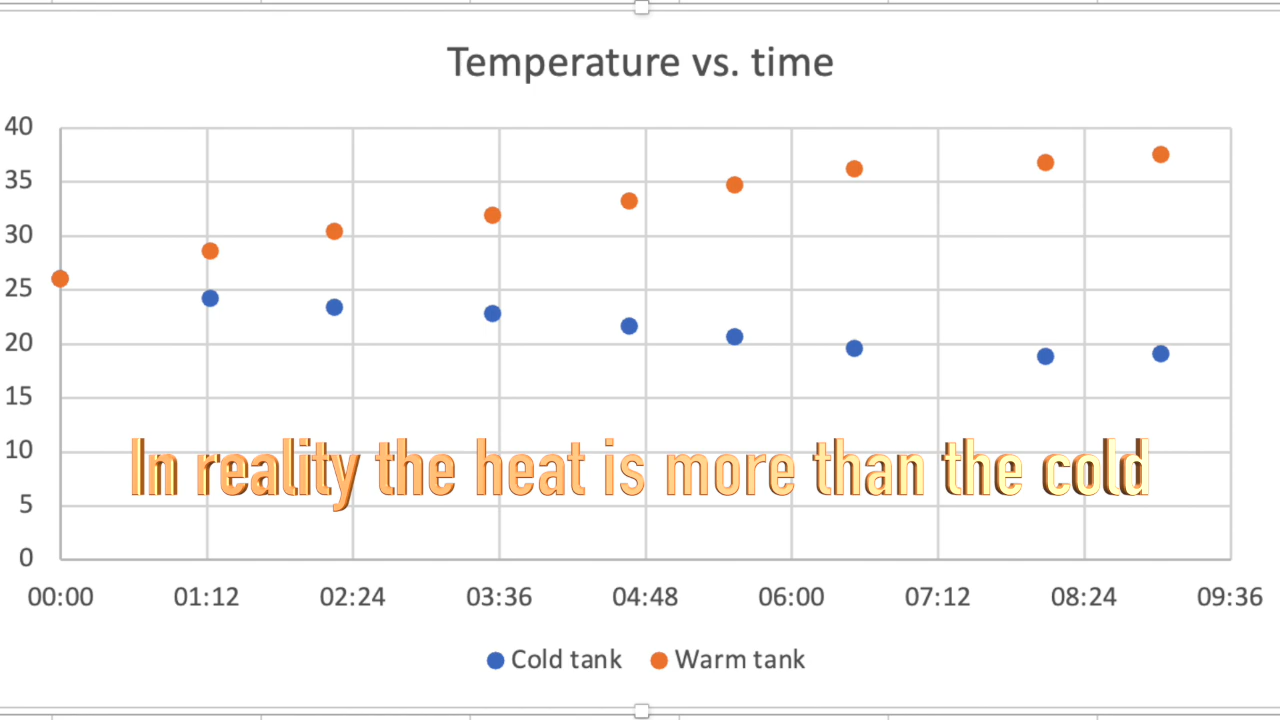 Temperature vs. time
40
35
30
25
20
15
10
5
0
In reality the heat is more than the cold
00:00 01:12 02:24 03:36 04:48 06:00 07:12 08:24 09:36
Cold tank Warm tank